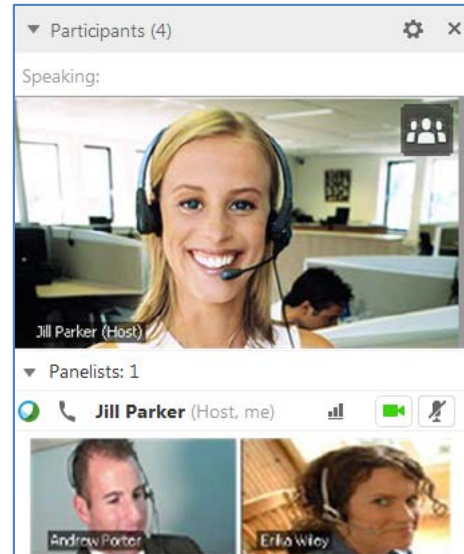 Participants (4)
Speaking:
Jill Parker (Host)
Panelists: 1
Jill Parker (Host, me)
Andrew Porter
Erika Wiley